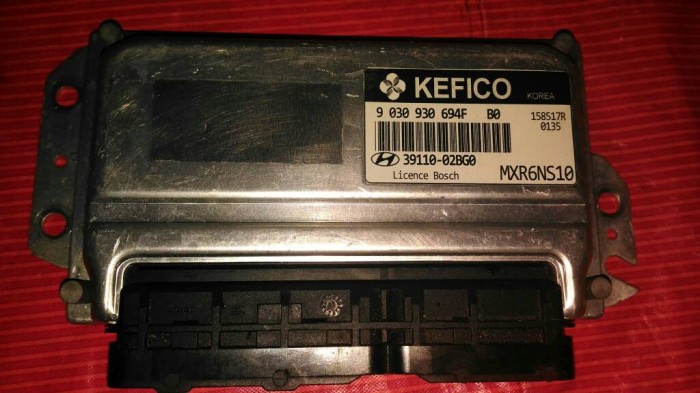 KEFICO KOREA
9 030 930 694F B0
158517R
0135
39110-02BG0
Licence Bosch
MXR6NS10